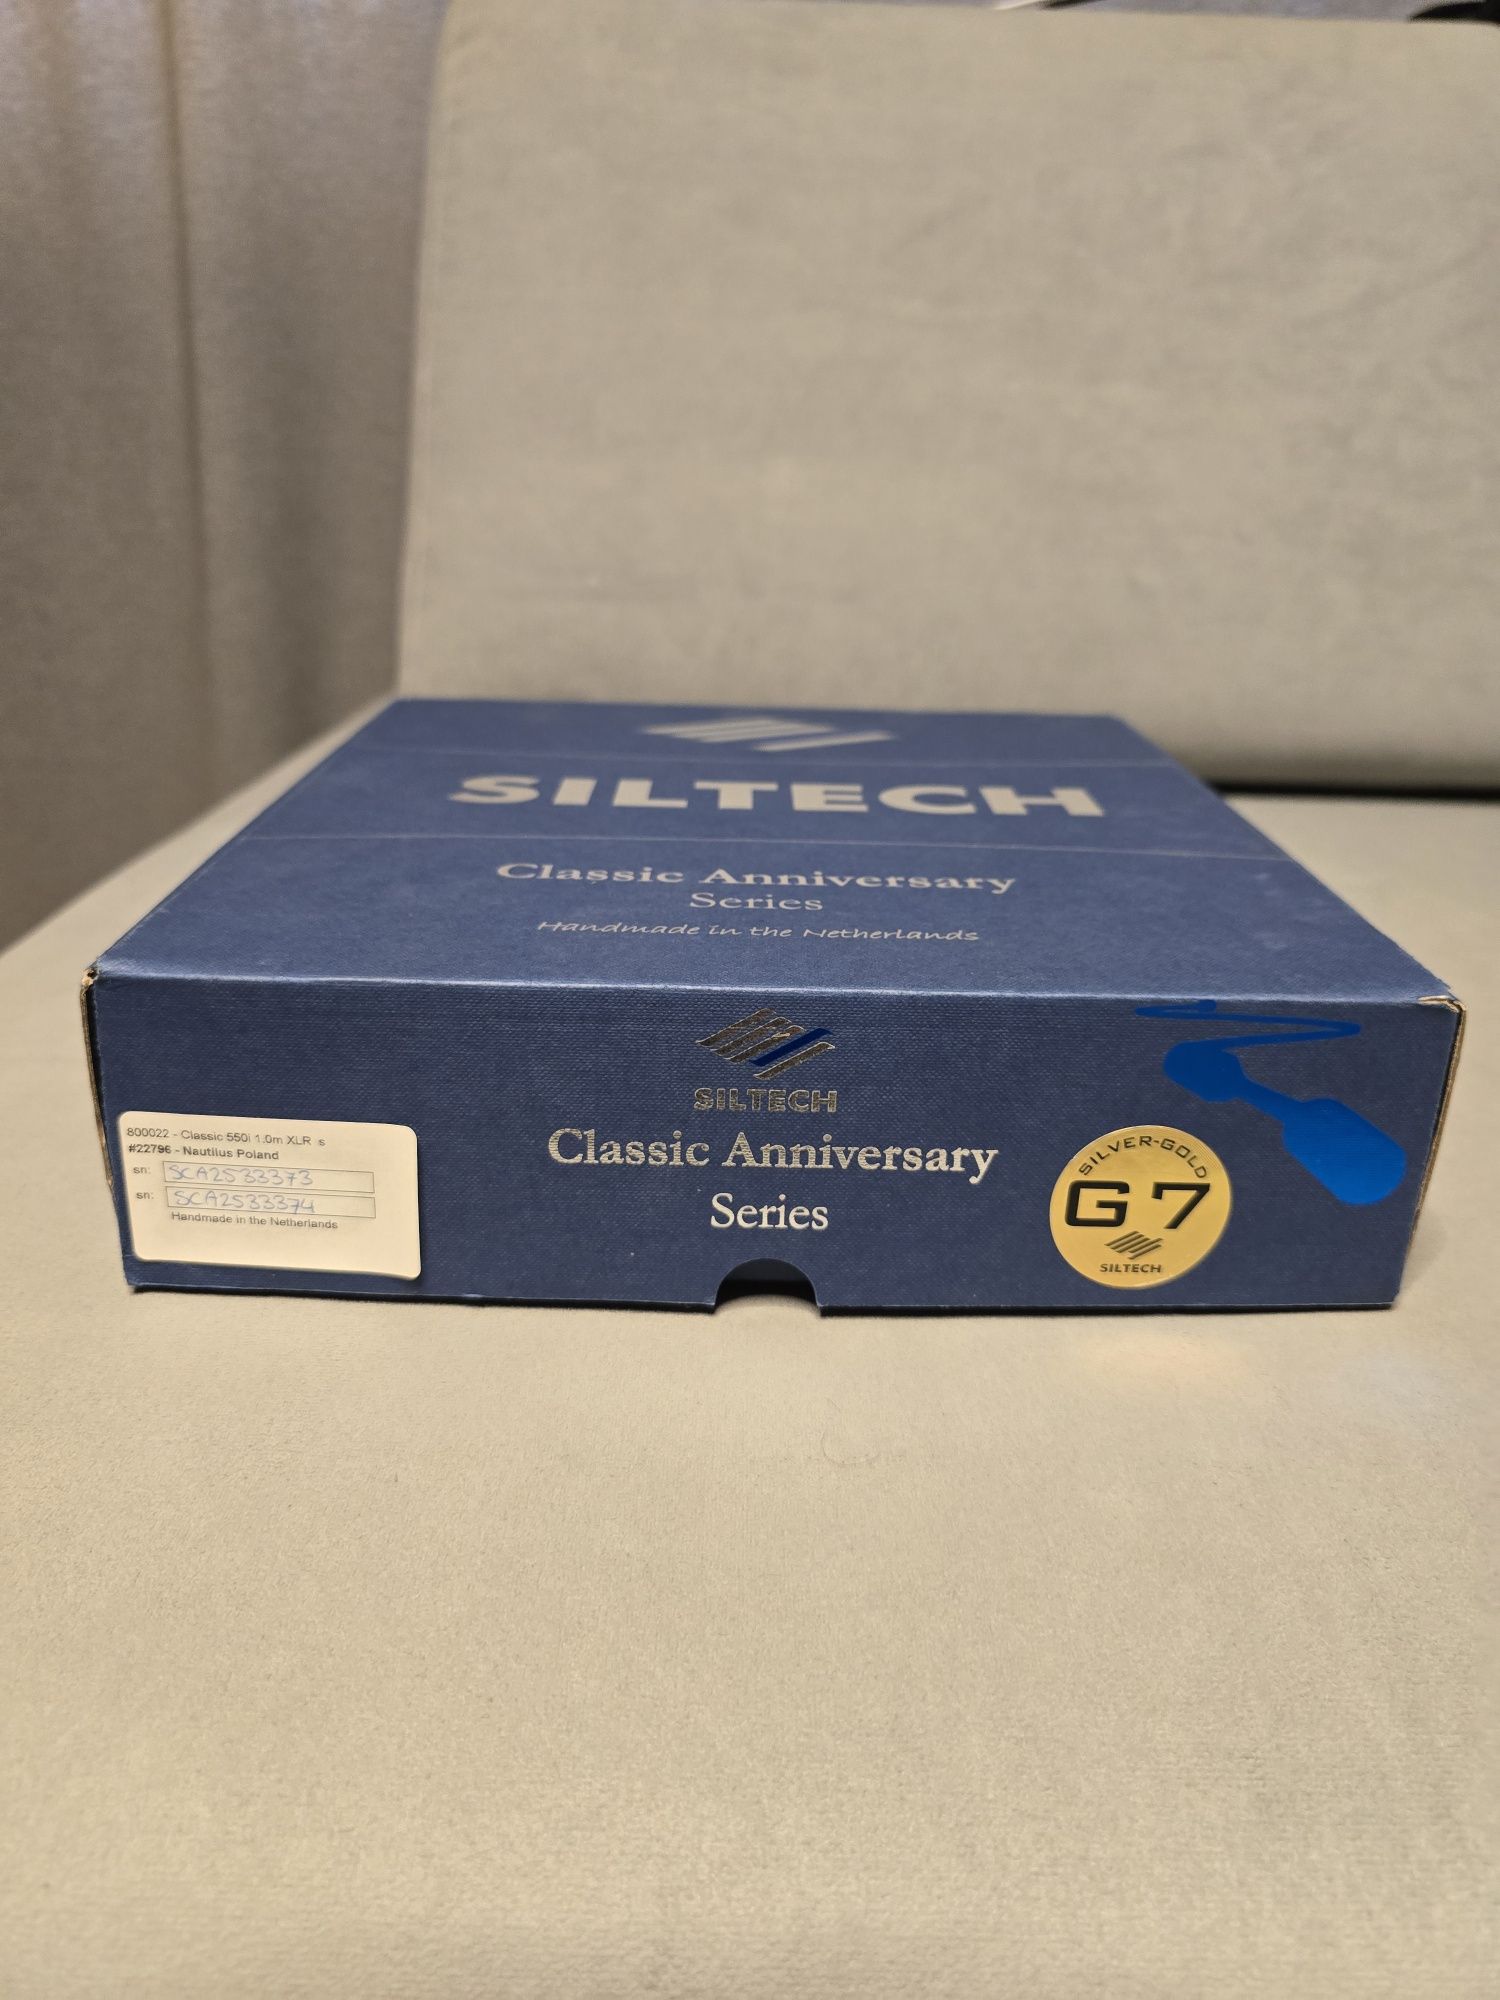 SILTECH
Classic Anniversary
Series
Handmade in the Netherlands
SILTECH
Classic Anniversary
Series
800022 - Classic 550i 1.0m XLR s
#22796 - Nautilus Poland
sn: SCA2533373
sn: SCA2533374
Handmade in the Netherlands
SILVER-GOLD
G7
SILTECH